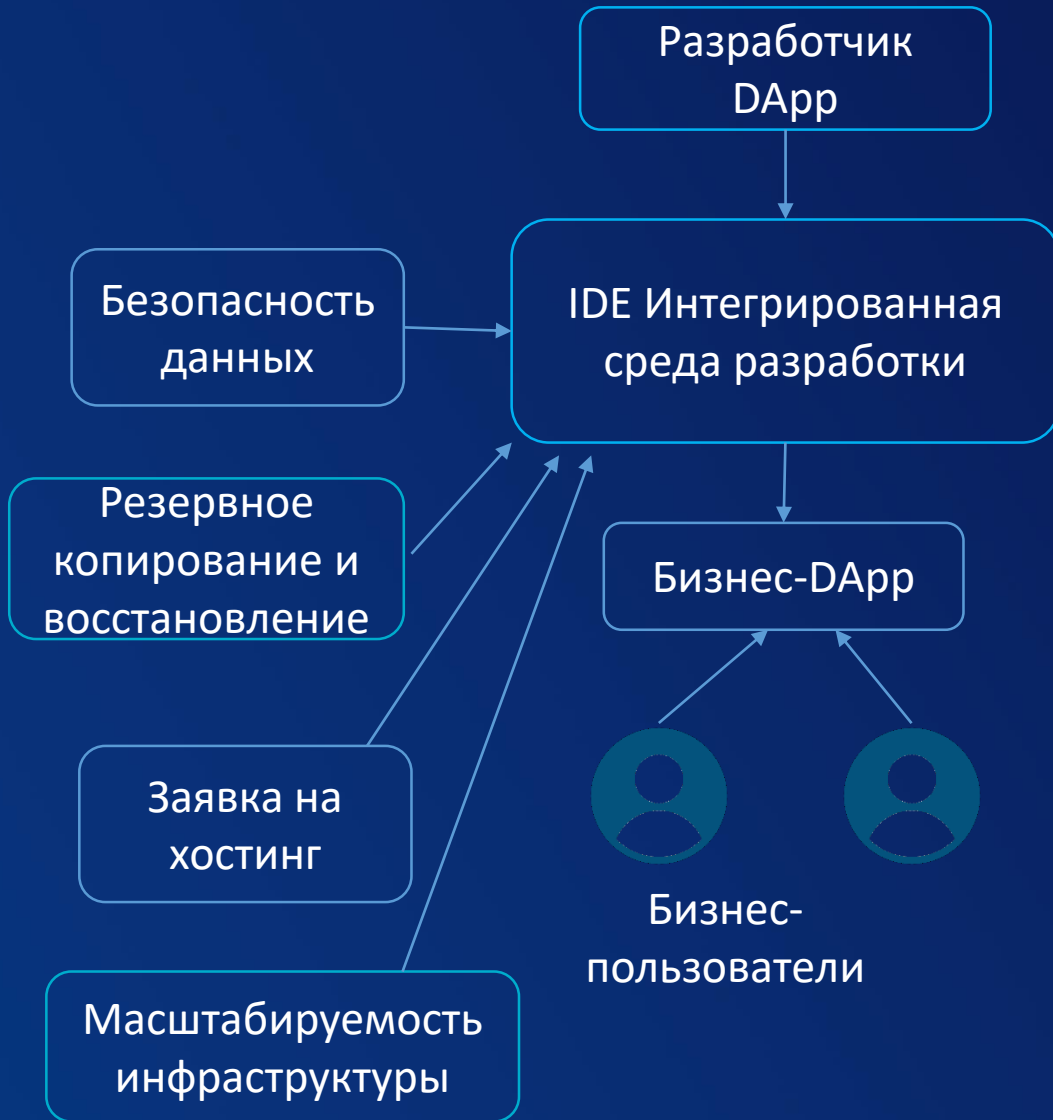 Разработчик
DApp
IDE Интегрированная
среда разработки
Безопасность
данных
Резервное
копирование и
восстановление
Бизнес-DApp
Заявка на
хостинг
Бизнес-
пользователи
Масштабируемость
инфраструктуры